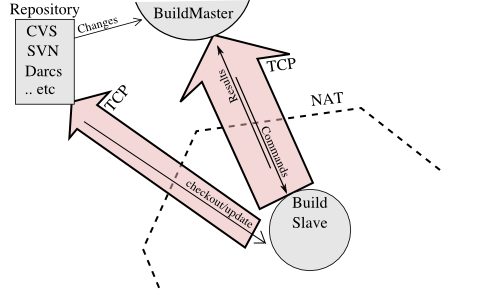 Repository
CVS
SVN
Darcs
.. etc
Changes
BuildMaster
TCP
TCP
NAT
Results
Commands
checkout/update
Build
Slave